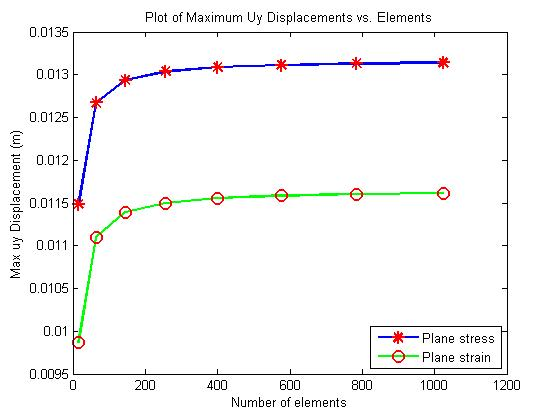 Plot of Maximum Uy Displacements vs. Elements
0.0135
0.013
0.0125
0.012
0.0115
0.011
0.0105
0.01
0.0095
Max uy Displacement (m)
0 200 400 600 800 1000 1200
Number of elements
Plane stress
Plane strain